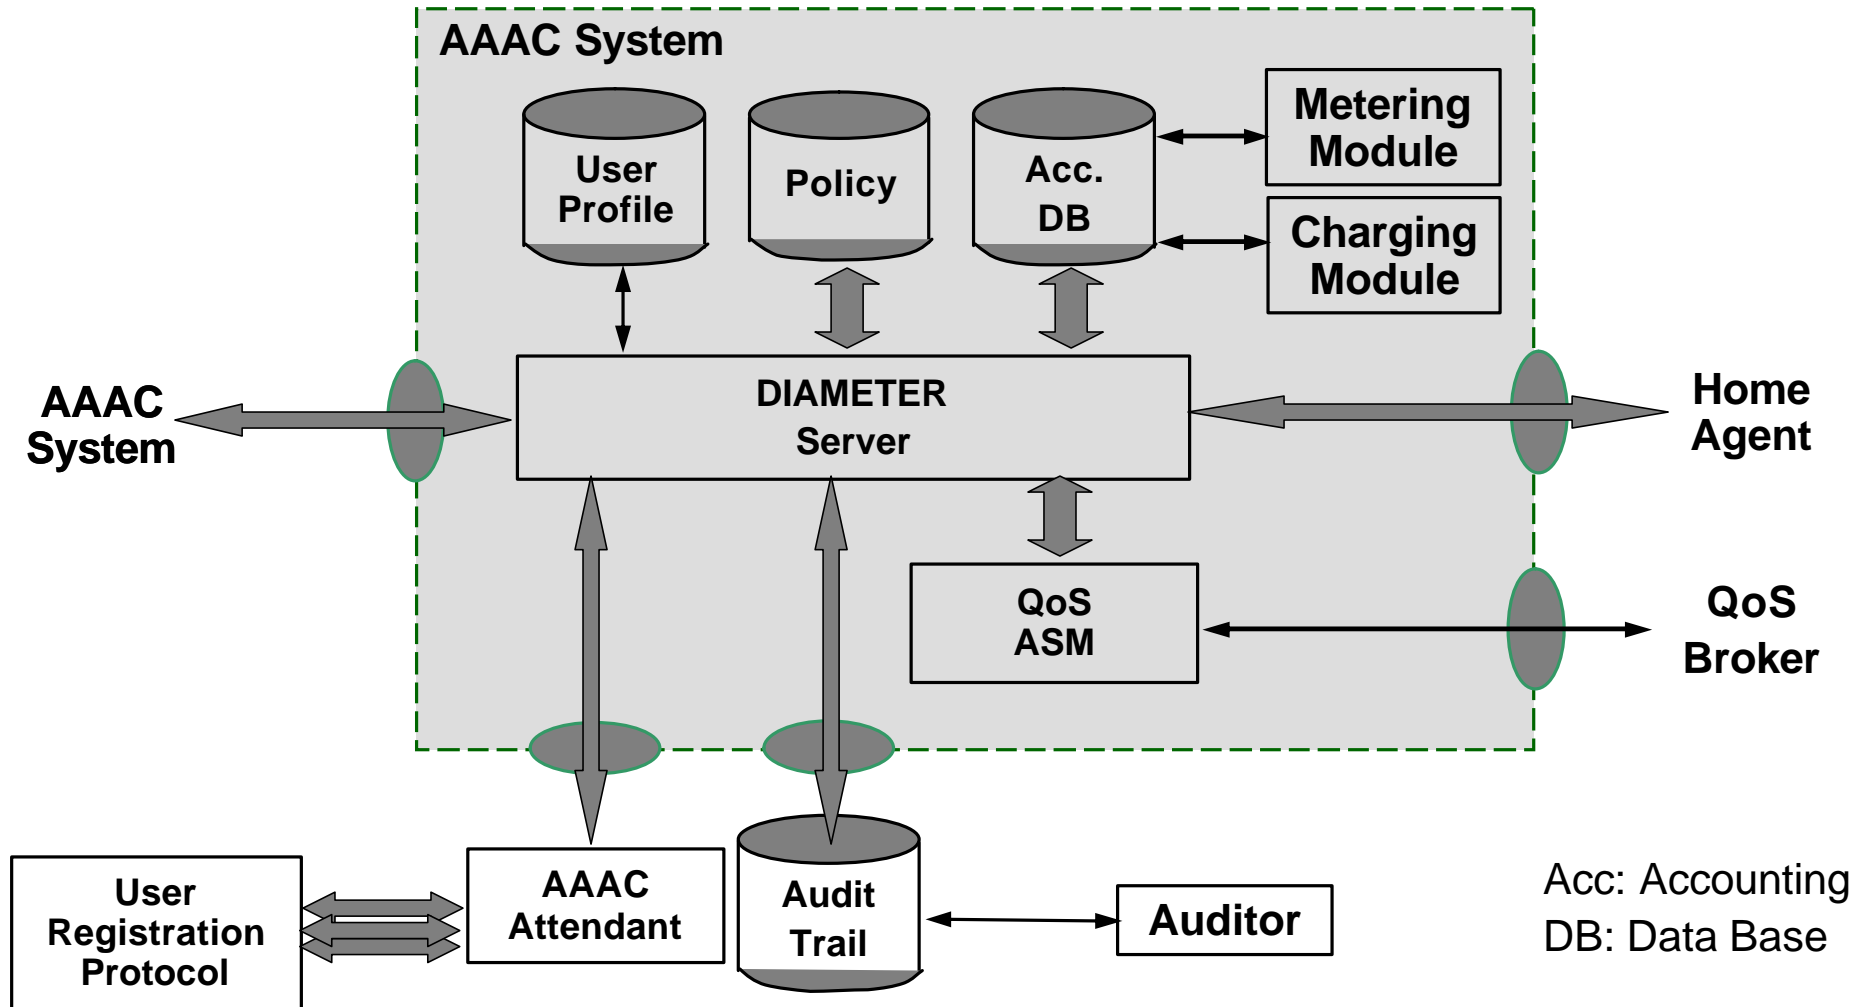 AAAC System
User
Profile
Policy
Acc.
DB
Metering
Module
Charging
Module
AAAC
System
DIAMETER
Server
Home
Agent
QoS
ASM
QoS
Broker
User
Registration
Protocol
AAAC
Attendant
Audit
Trail
Auditor
Acc: Accounting
DB: Data Base